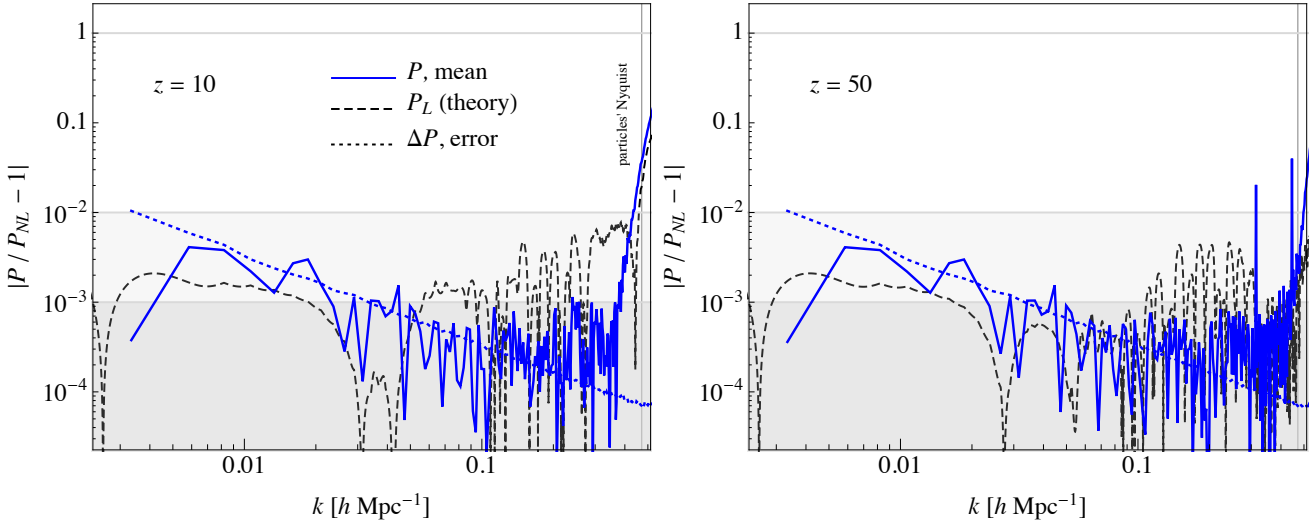 1
0.1
10⁻²
10⁻³
10⁻⁴
|P / P_NL − 1|
z = 10
P, mean
P_L (theory)
ΔP, error
particles' Nyquist
0.01
0.1
k [h Mpc⁻¹]
1
0.1
10⁻²
10⁻³
10⁻⁴
|P / P_NL − 1|
z = 50
0.01
0.1
k [h Mpc⁻¹]